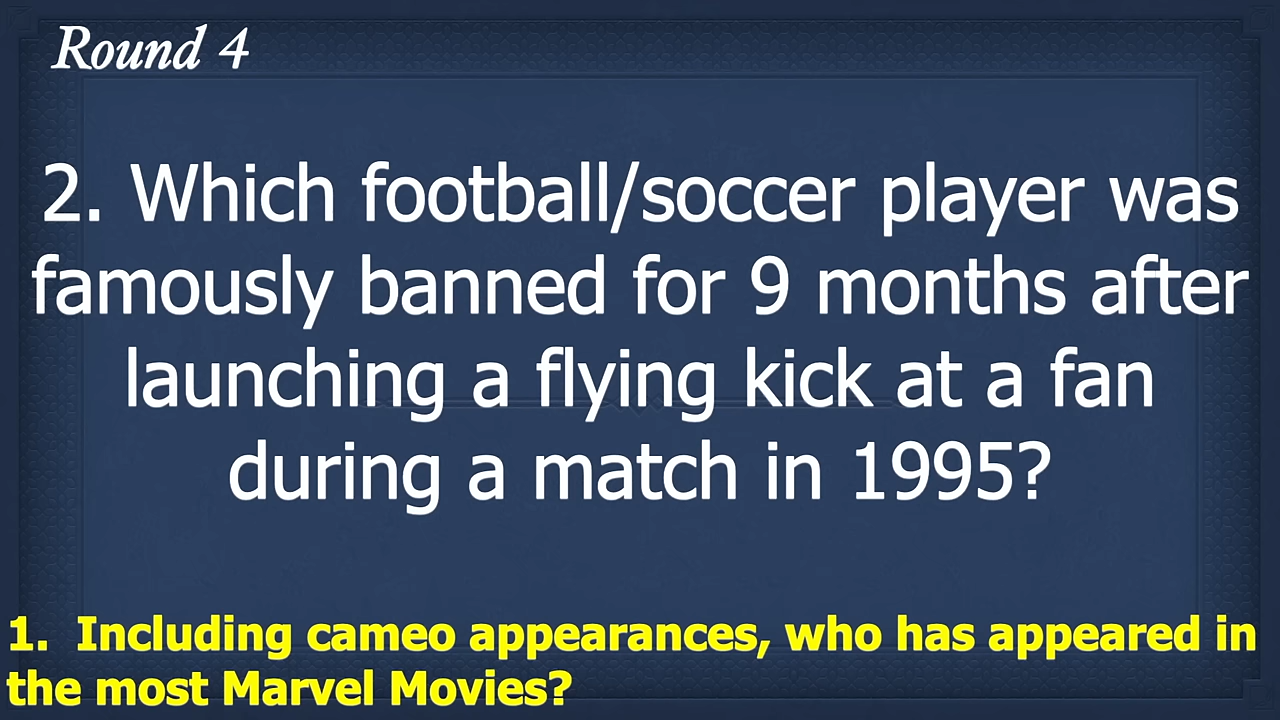 Round 4
2. Which football/soccer player was
famously banned for 9 months after
launching a flying kick at a fan
during a match in 1995?
1. Including cameo appearances, who has appeared in
the most Marvel Movies?